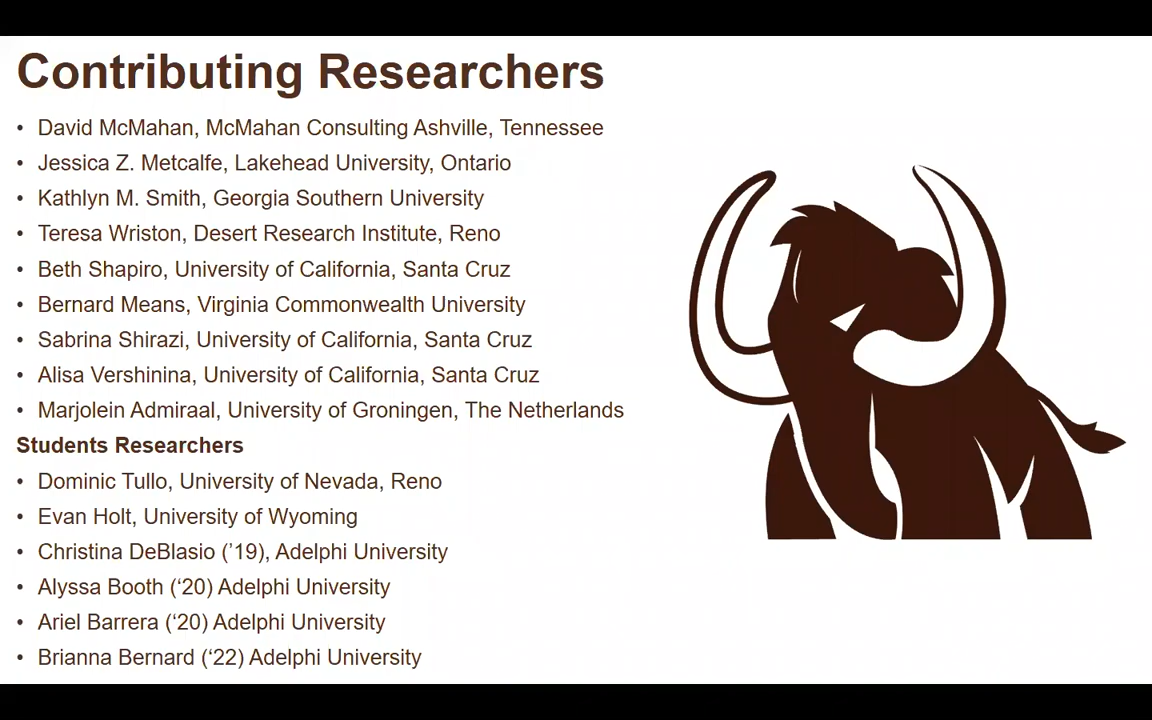 Contributing Researchers
• David McMahan, McMahan Consulting Ashville, Tennessee
• Jessica Z. Metcalfe, Lakehead University, Ontario
• Kathlyn M. Smith, Georgia Southern University
• Teresa Wriston, Desert Research Institute, Reno
• Beth Shapiro, University of California, Santa Cruz
• Bernard Means, Virginia Commonwealth University
• Sabrina Shirazi, University of California, Santa Cruz
• Alisa Vershinina, University of California, Santa Cruz
• Marjolein Admiraal, University of Groningen, The Netherlands
Students Researchers
• Dominic Tullo, University of Nevada, Reno
• Evan Holt, University of Wyoming
• Christina DeBlasio (’19), Adelphi University
• Alyssa Booth (‘20) Adelphi University
• Ariel Barrera (‘20) Adelphi University
• Brianna Bernard (‘22) Adelphi University